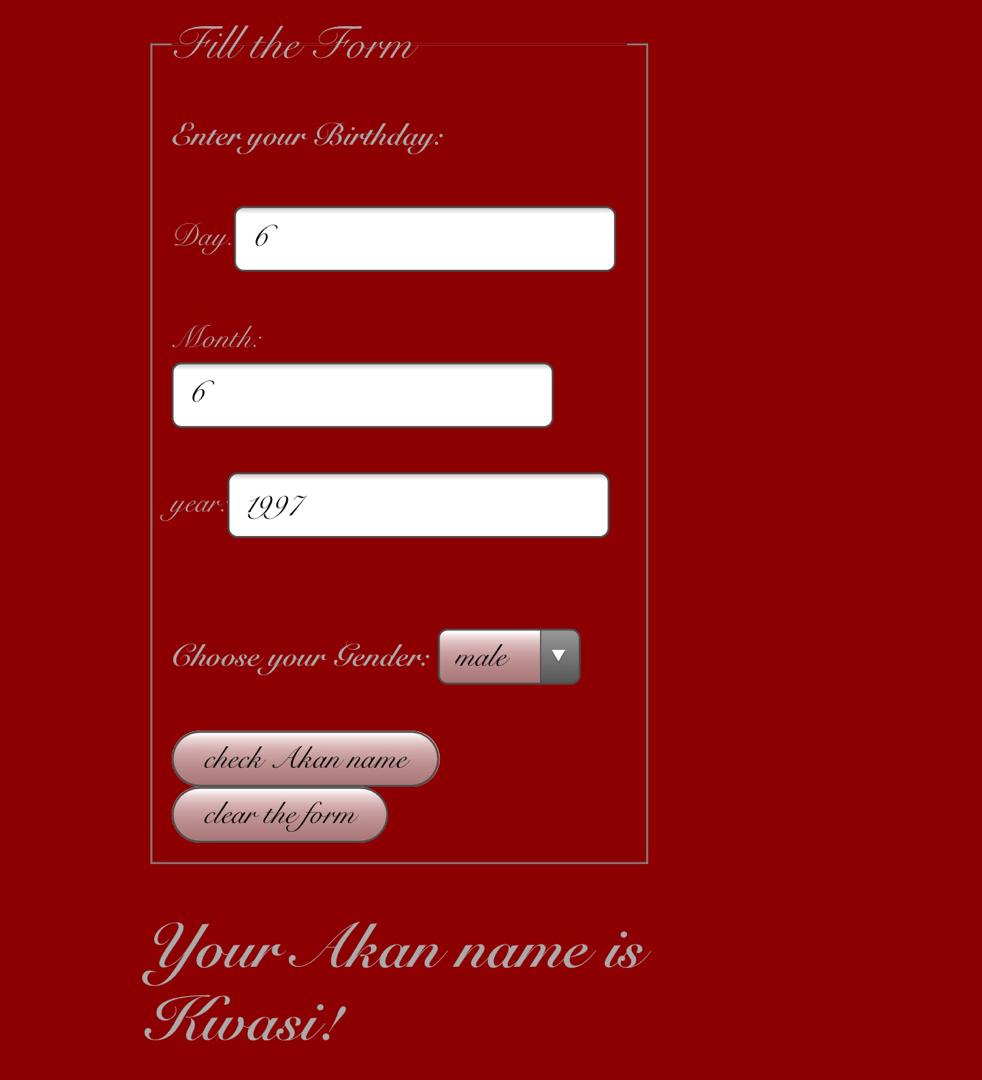 Fill the Form
Enter your Birthday:
Day: 6
Month:
6
year: 1997
Choose your Gender: male
check Akan name
clear the form
Your Akan name is
Kwasi!